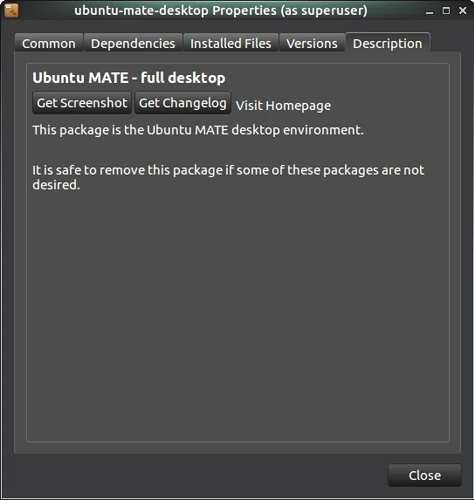 ubuntu-mate-desktop Properties (as superuser)
Common Dependencies Installed Files Versions Description
Ubuntu MATE - full desktop
Get Screenshot Get Changelog Visit Homepage
This package is the Ubuntu MATE desktop environment.
It is safe to remove this package if some of these packages are not
desired.
Close